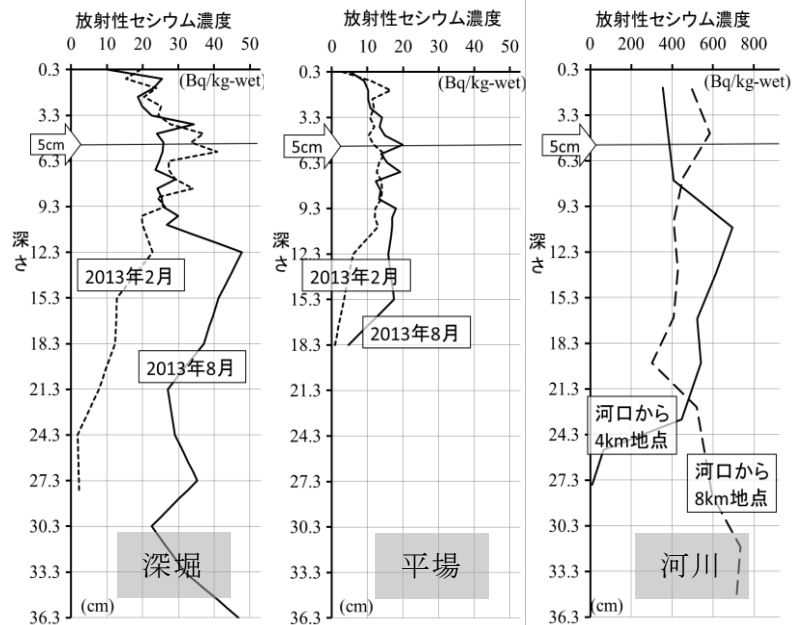 放射性セシウム濃度
0 10 20 30 40 50
(Bq/kg-wet)
0.3
3.3
5cm
6.3
9.3
深さ
12.3
2013年2月
15.3
18.3
2013年8月
21.3
24.3
27.3
30.3
深堀
33.3
36.3
(cm)
放射性セシウム濃度
0 10 20 30 40 50
(Bq/kg-wet)
0.3
3.3
5cm
6.3
9.3
深さ
12.3
2013年2月
15.3
2013年8月
18.3
21.3
24.3
27.3
30.3
平場
33.3
36.3
(cm)
放射性セシウム濃度
0 200 400 600 800
(Bq/kg-wet)
0.3
3.3
5cm
6.3
9.3
深さ
12.3
15.3
18.3
21.3
河口から
4km地点
24.3
河口から
8km地点
27.3
30.3
河川
33.3
36.3
(cm)